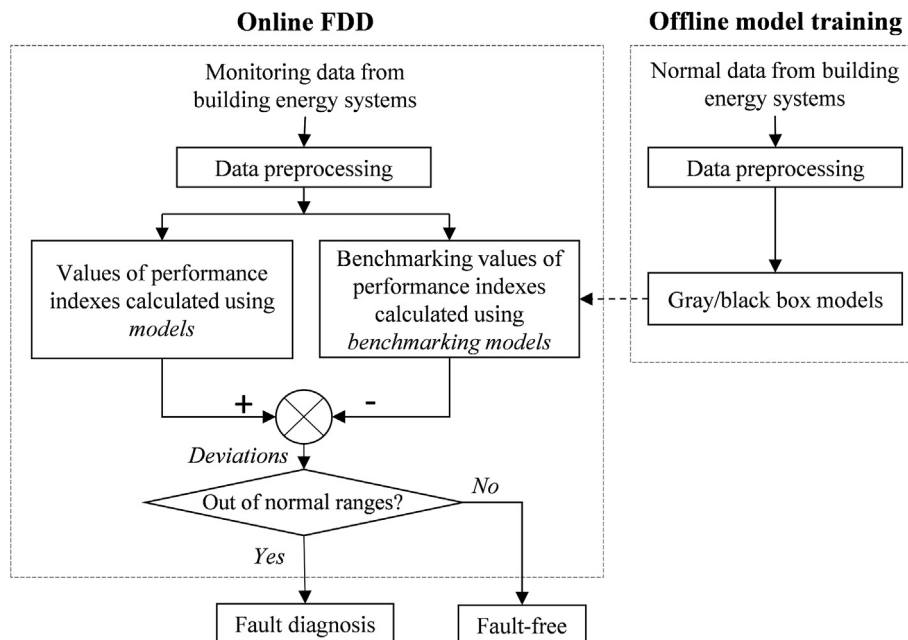 Online FDD
Monitoring data from
building energy systems
Data preprocessing
Values of performance
indexes calculated using
models
Benchmarking values of
performance indexes
calculated using
benchmarking models
+
-
Deviations
Out of normal ranges?
No
Yes
Fault diagnosis
Fault-free
Offline model training
Normal data from building
energy systems
Data preprocessing
Gray/black box models